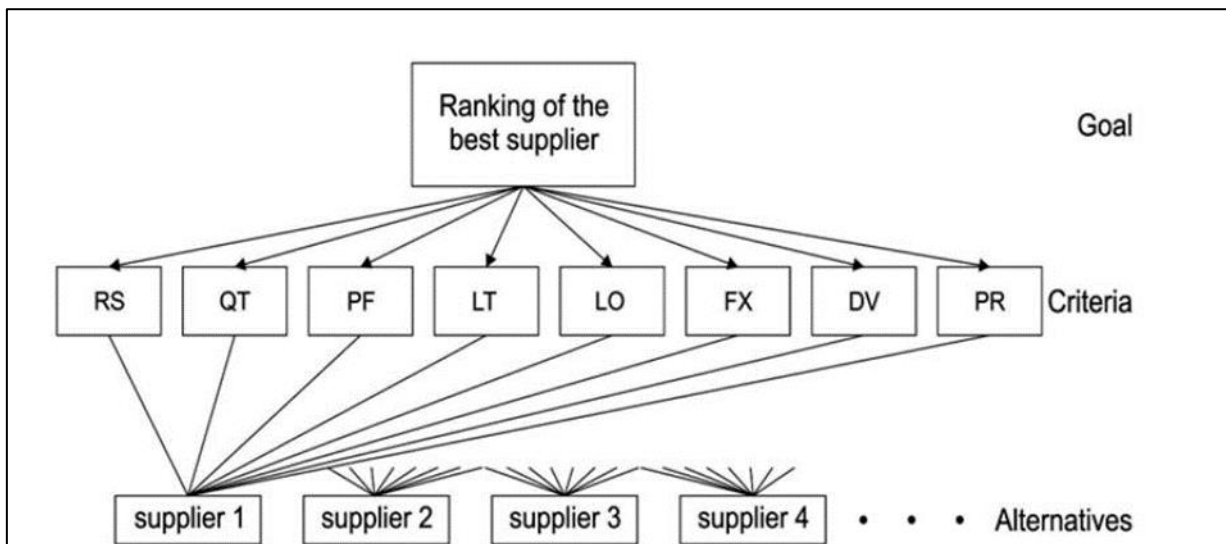 Ranking of the
best supplier
Goal
RS QT PF LT LO FX DV PR Criteria
supplier 1 supplier 2 supplier 3 supplier 4 • • • Alternatives